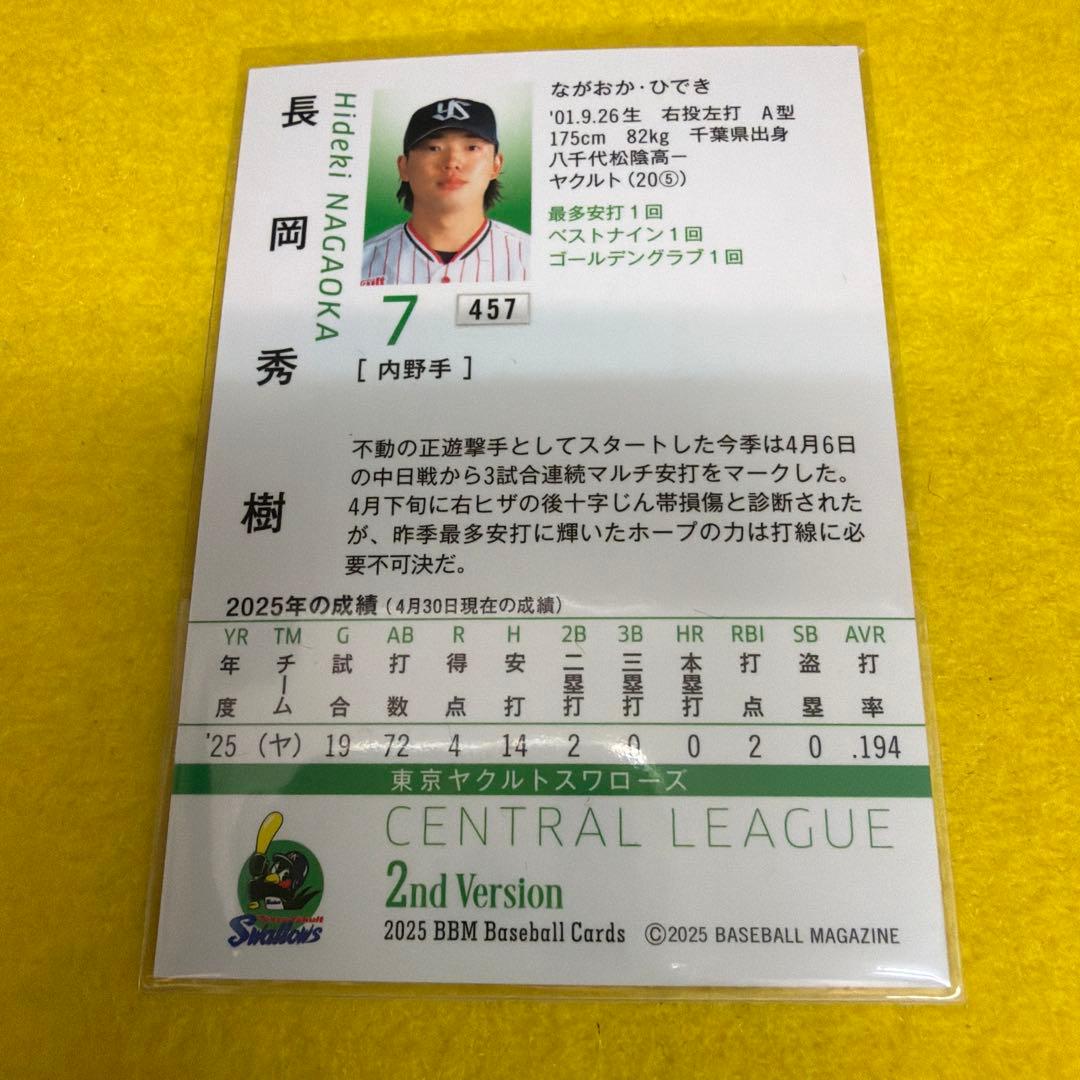 長岡秀樹
Hideki NAGAOKA
YS
ながおか・ひでき
'01.9.26生 右投左打 A型
175cm 82kg 千葉県出身
八千代松陰高ー
ヤクルト(20⑤)
最多安打1回
ベストナイン1回
ゴールデングラブ1回
7
457
[ 内野手 ]
不動の正遊撃手としてスタートした今季は4月6日
の中日戦から3試合連続マルチ安打をマークした。
4月下旬に右ヒザの後十字じん帯損傷と診断された
が、昨季最多安打に輝いたホープの力は打線に必
要不可決だ。
2025年の成績(4月30日現在の成績)
YR TM G AB R H 2B 3B HR RBI SB AVR
年度 チーム 試合 打数 得点 安打 二塁打 三塁打 本塁打 打点 盗塁 打率
'25 (ヤ) 19 72 4 14 2 0 0 2 0 .194
東京ヤクルトスワローズ
CENTRAL LEAGUE
2nd Version
2025 BBM Baseball Cards ©2025 BASEBALL MAGAZINE
Swallows